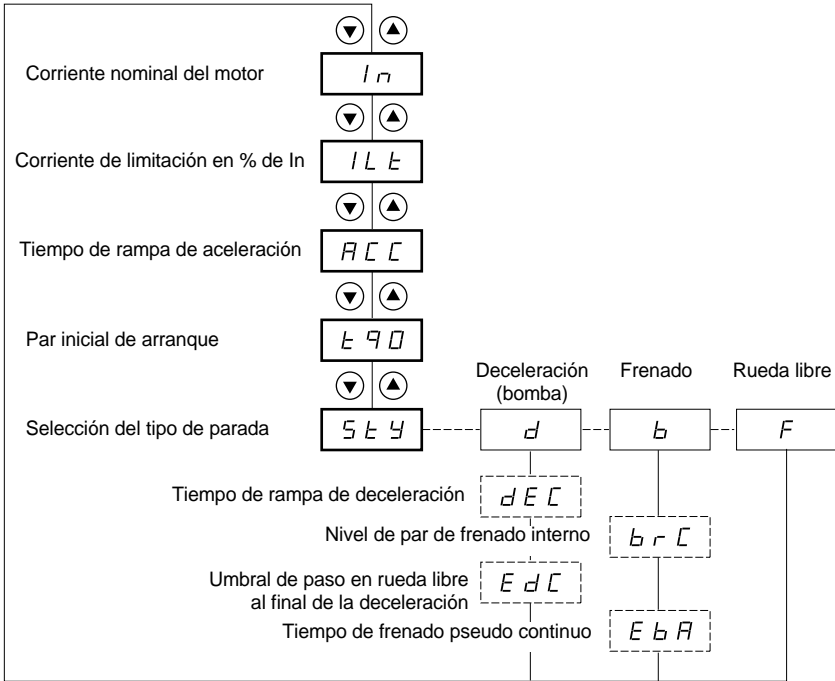 Corriente nominal del motor
In
Corriente de limitación en % de In
ILt
Tiempo de rampa de aceleración
ACC
Par inicial de arranque
tq0
Deceleración
(bomba)
Frenado
Rueda libre
Selección del tipo de parada
StY
d
b
F
Tiempo de rampa de deceleración
dEC
Nivel de par de frenado interno
brC
Umbral de paso en rueda libre
al final de la deceleración
EdC
Tiempo de frenado pseudo continuo
EbA